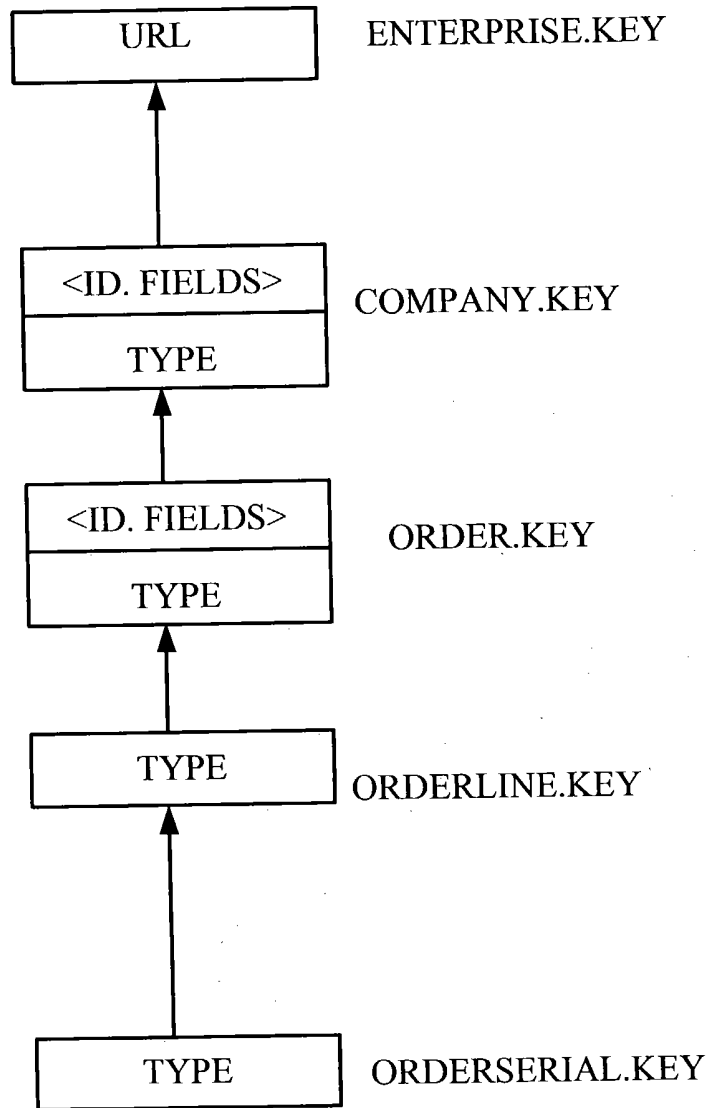 URL
ENTERPRISE.KEY
<ID. FIELDS>
COMPANY.KEY
TYPE
<ID. FIELDS>
ORDER.KEY
TYPE
TYPE
ORDERLINE.KEY
TYPE
ORDERSERIAL.KEY